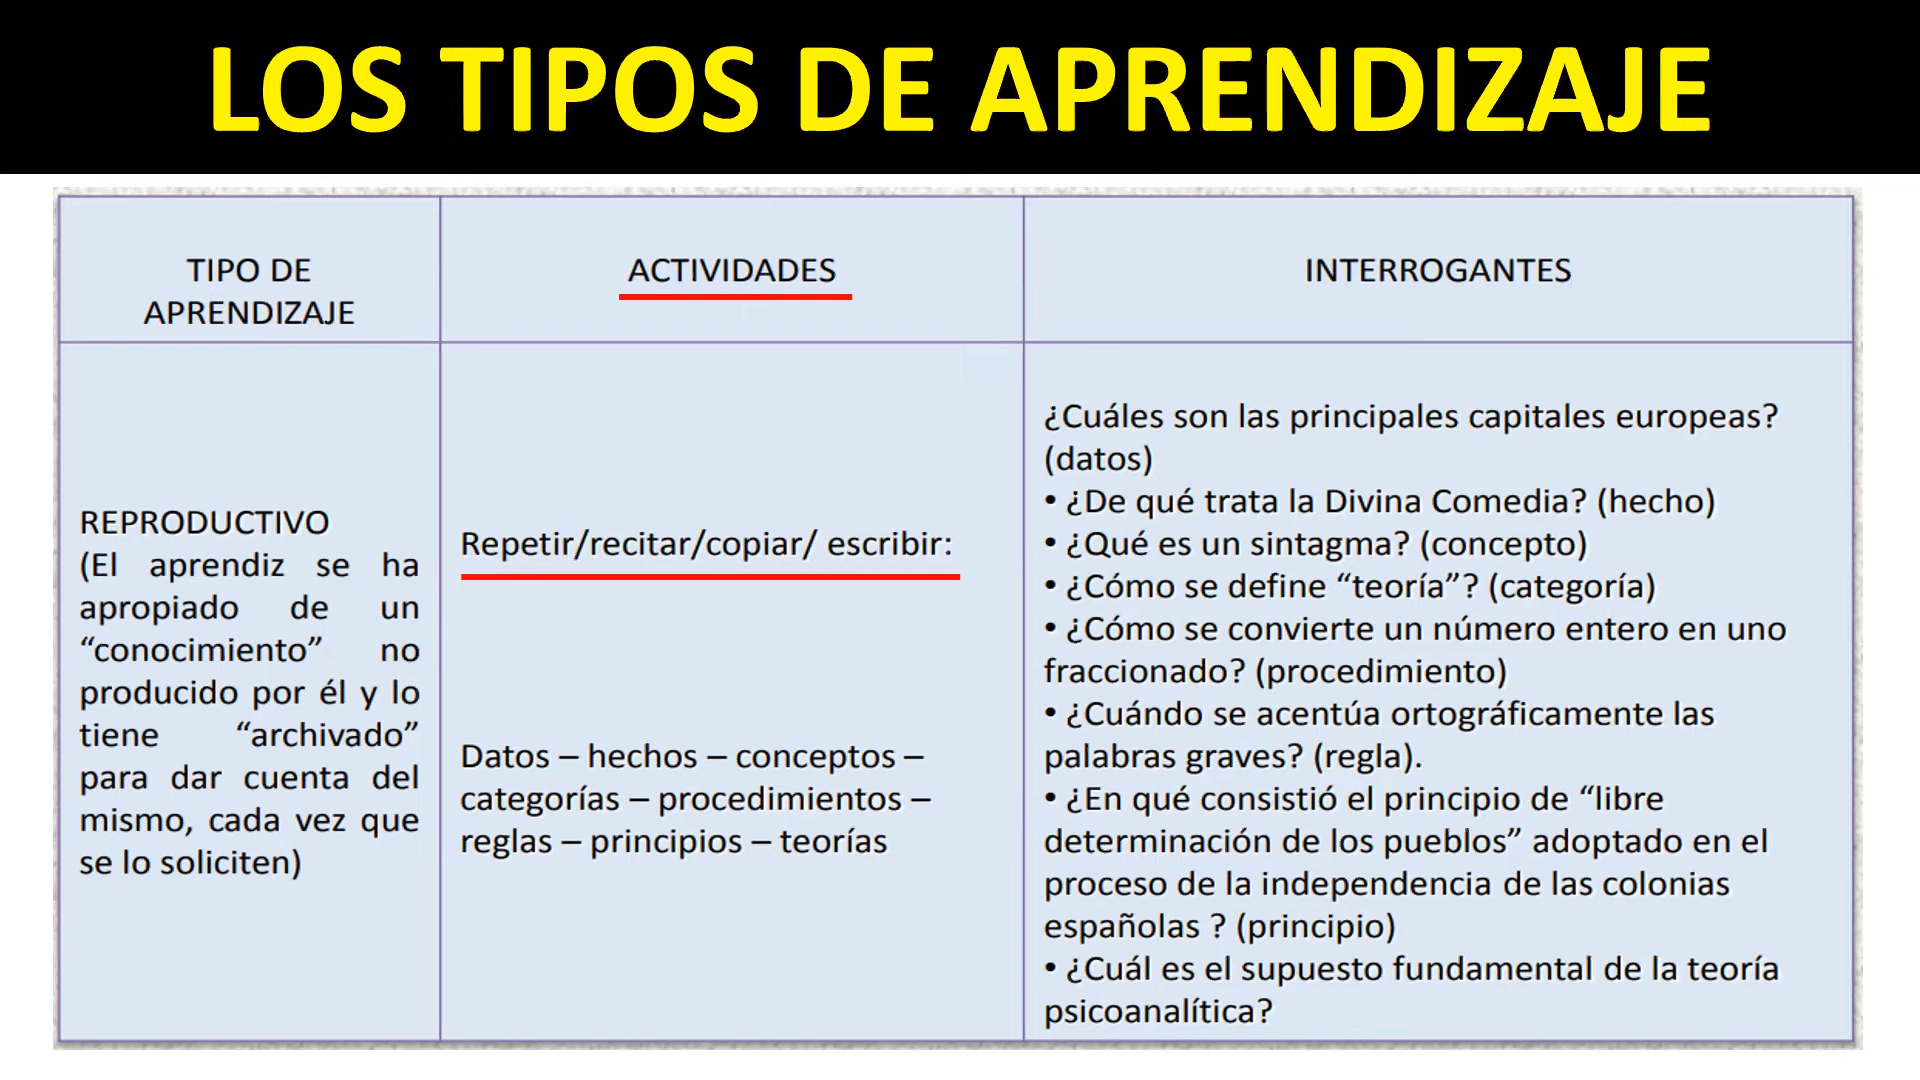 LOS TIPOS DE APRENDIZAJE
TIPO DE
APRENDIZAJE
ACTIVIDADES
INTERROGANTES
REPRODUCTIVO
(El aprendiz se ha
apropiado de un
“conocimiento” no
producido por él y lo
tiene “archivado”
para dar cuenta del
mismo, cada vez que
se lo soliciten)
Repetir/recitar/copiar/ escribir:
Datos – hechos – conceptos –
categorías – procedimientos –
reglas – principios – teorías
¿Cuáles son las principales capitales europeas?
(datos)
• ¿De qué trata la Divina Comedia? (hecho)
• ¿Qué es un sintagma? (concepto)
• ¿Cómo se define “teoría”? (categoría)
• ¿Cómo se convierte un número entero en uno
fraccionado? (procedimiento)
• ¿Cuándo se acentúa ortográficamente las
palabras graves? (regla).
• ¿En qué consistió el principio de “libre
determinación de los pueblos” adoptado en el
proceso de la independencia de las colonias
españolas ? (principio)
• ¿Cuál es el supuesto fundamental de la teoría
psicoanalítica?